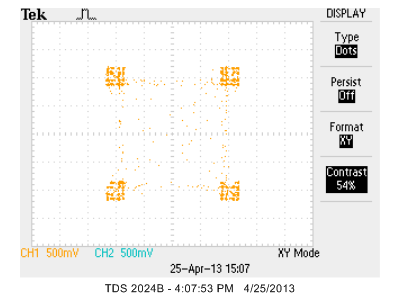 Tek
DISPLAY
Type
Dots
Persist
Off
Format
XY
Contrast
54%
CH1 500mV CH2 500mV XY Mode
25-Apr-13 15:07
TDS 2024B - 4:07:53 PM 4/25/2013